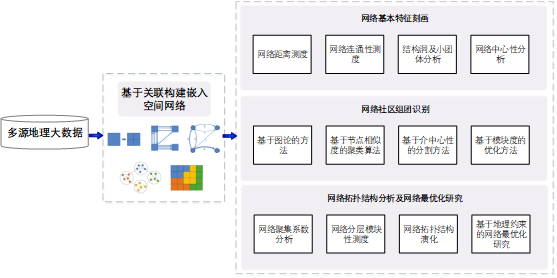 多源地理大数据
基于关联构建嵌入
空间网络
网络基本特征刻画
网络距离测度
网络连通性测
度
结构洞及小团
体分析
网络中心性分
析
网络社区组团识别
基于图论的方
法
基于节点相似
度的聚类算法
基于介中心性
的分割方法
基于模块度的
优化方法
网络拓扑结构分析及网络最优化研究
网络聚集系数
分析
网络分层模块
性测度
网络拓扑结构
演化
基于地理约束
的网络最优化
研究